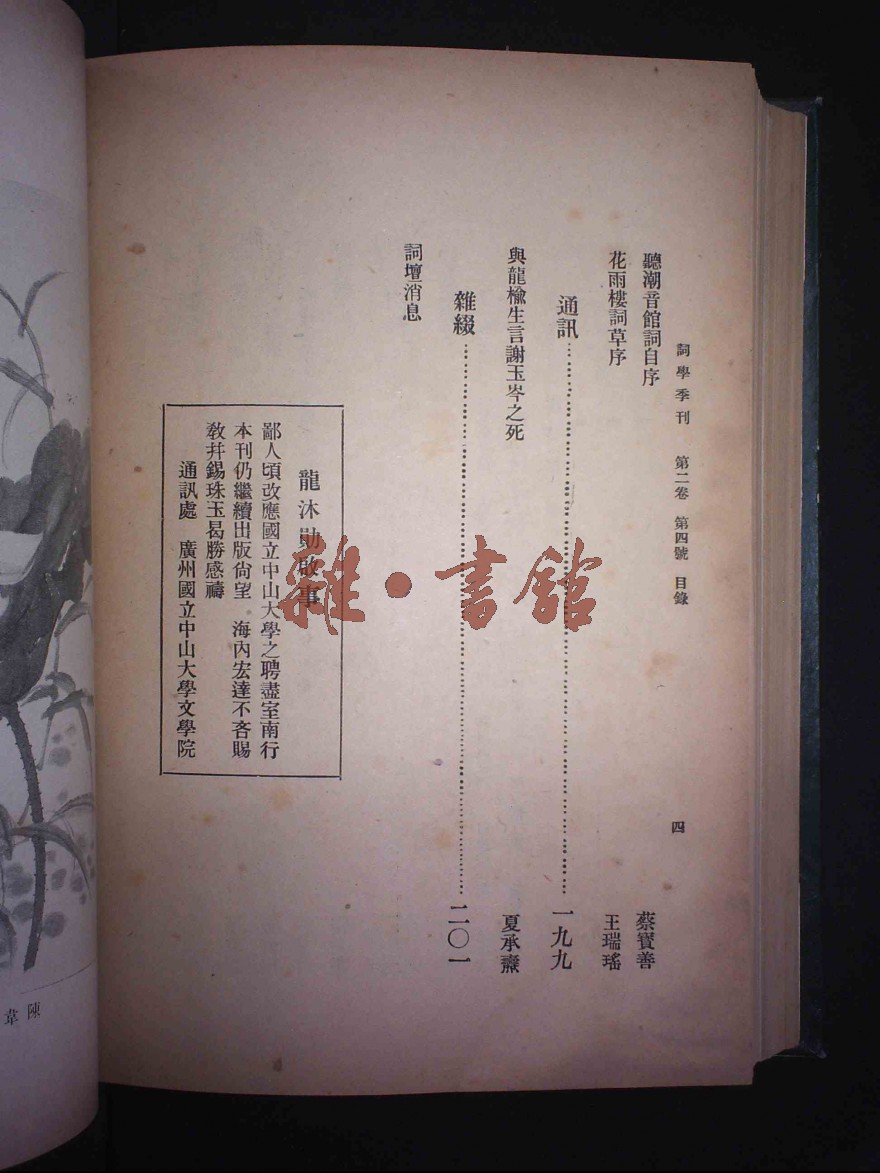 詞學季刊 第二卷 第四號 目錄 四
聽潮音館詞自序 蔡寶善
花雨樓詞草序 王瑞瑤
通訊 一九九
與龍楡生言謝玉岑之死 夏承燾
雜綴 二〇一
詞壇消息
龍沐勛啟事
鄙人頃改應國立中山大學之聘盡室南行
本刊仍繼續出版尙望 海內宏達不吝賜
敎幷錫珠玉曷勝感禱
通訊處 廣州國立中山大學文學院
雜·書館
陳韋